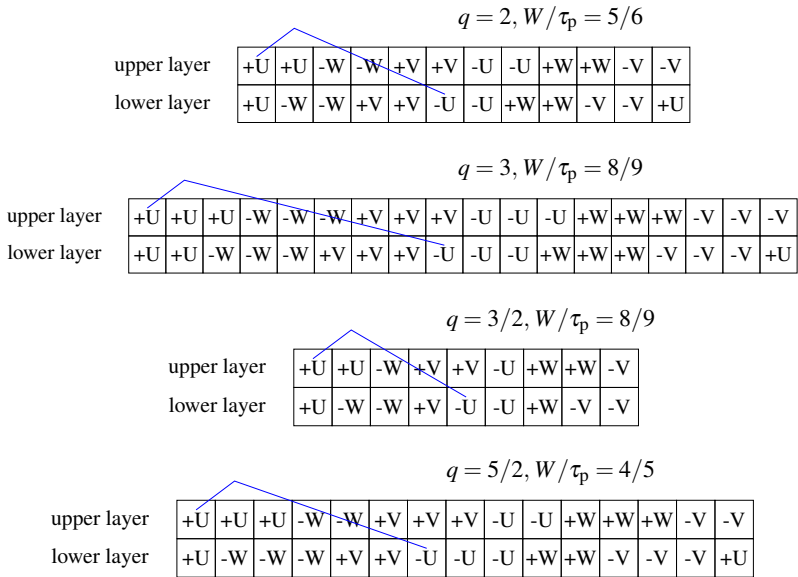 q = 2, W/τp = 5/6
upper layer +U +U -W -W +V +V -U -U +W +W -V -V
lower layer +U -W -W +V +V -U -U +W +W -V -V +U
q = 3, W/τp = 8/9
upper layer +U +U +U -W -W -W +V +V +V -U -U -U +W +W +W -V -V -V
lower layer +U +U -W -W -W +V +V +V -U -U -U +W +W +W -V -V -V +U
q = 3/2, W/τp = 8/9
upper layer +U +U -W +V +V -U +W +W -V
lower layer +U -W -W +V -U -U +W -V -V
q = 5/2, W/τp = 4/5
upper layer +U +U +U -W -W +V +V +V -U -U +W +W +W -V -V
lower layer +U -W -W -W +V +V -U -U -U +W +W -V -V -V +U